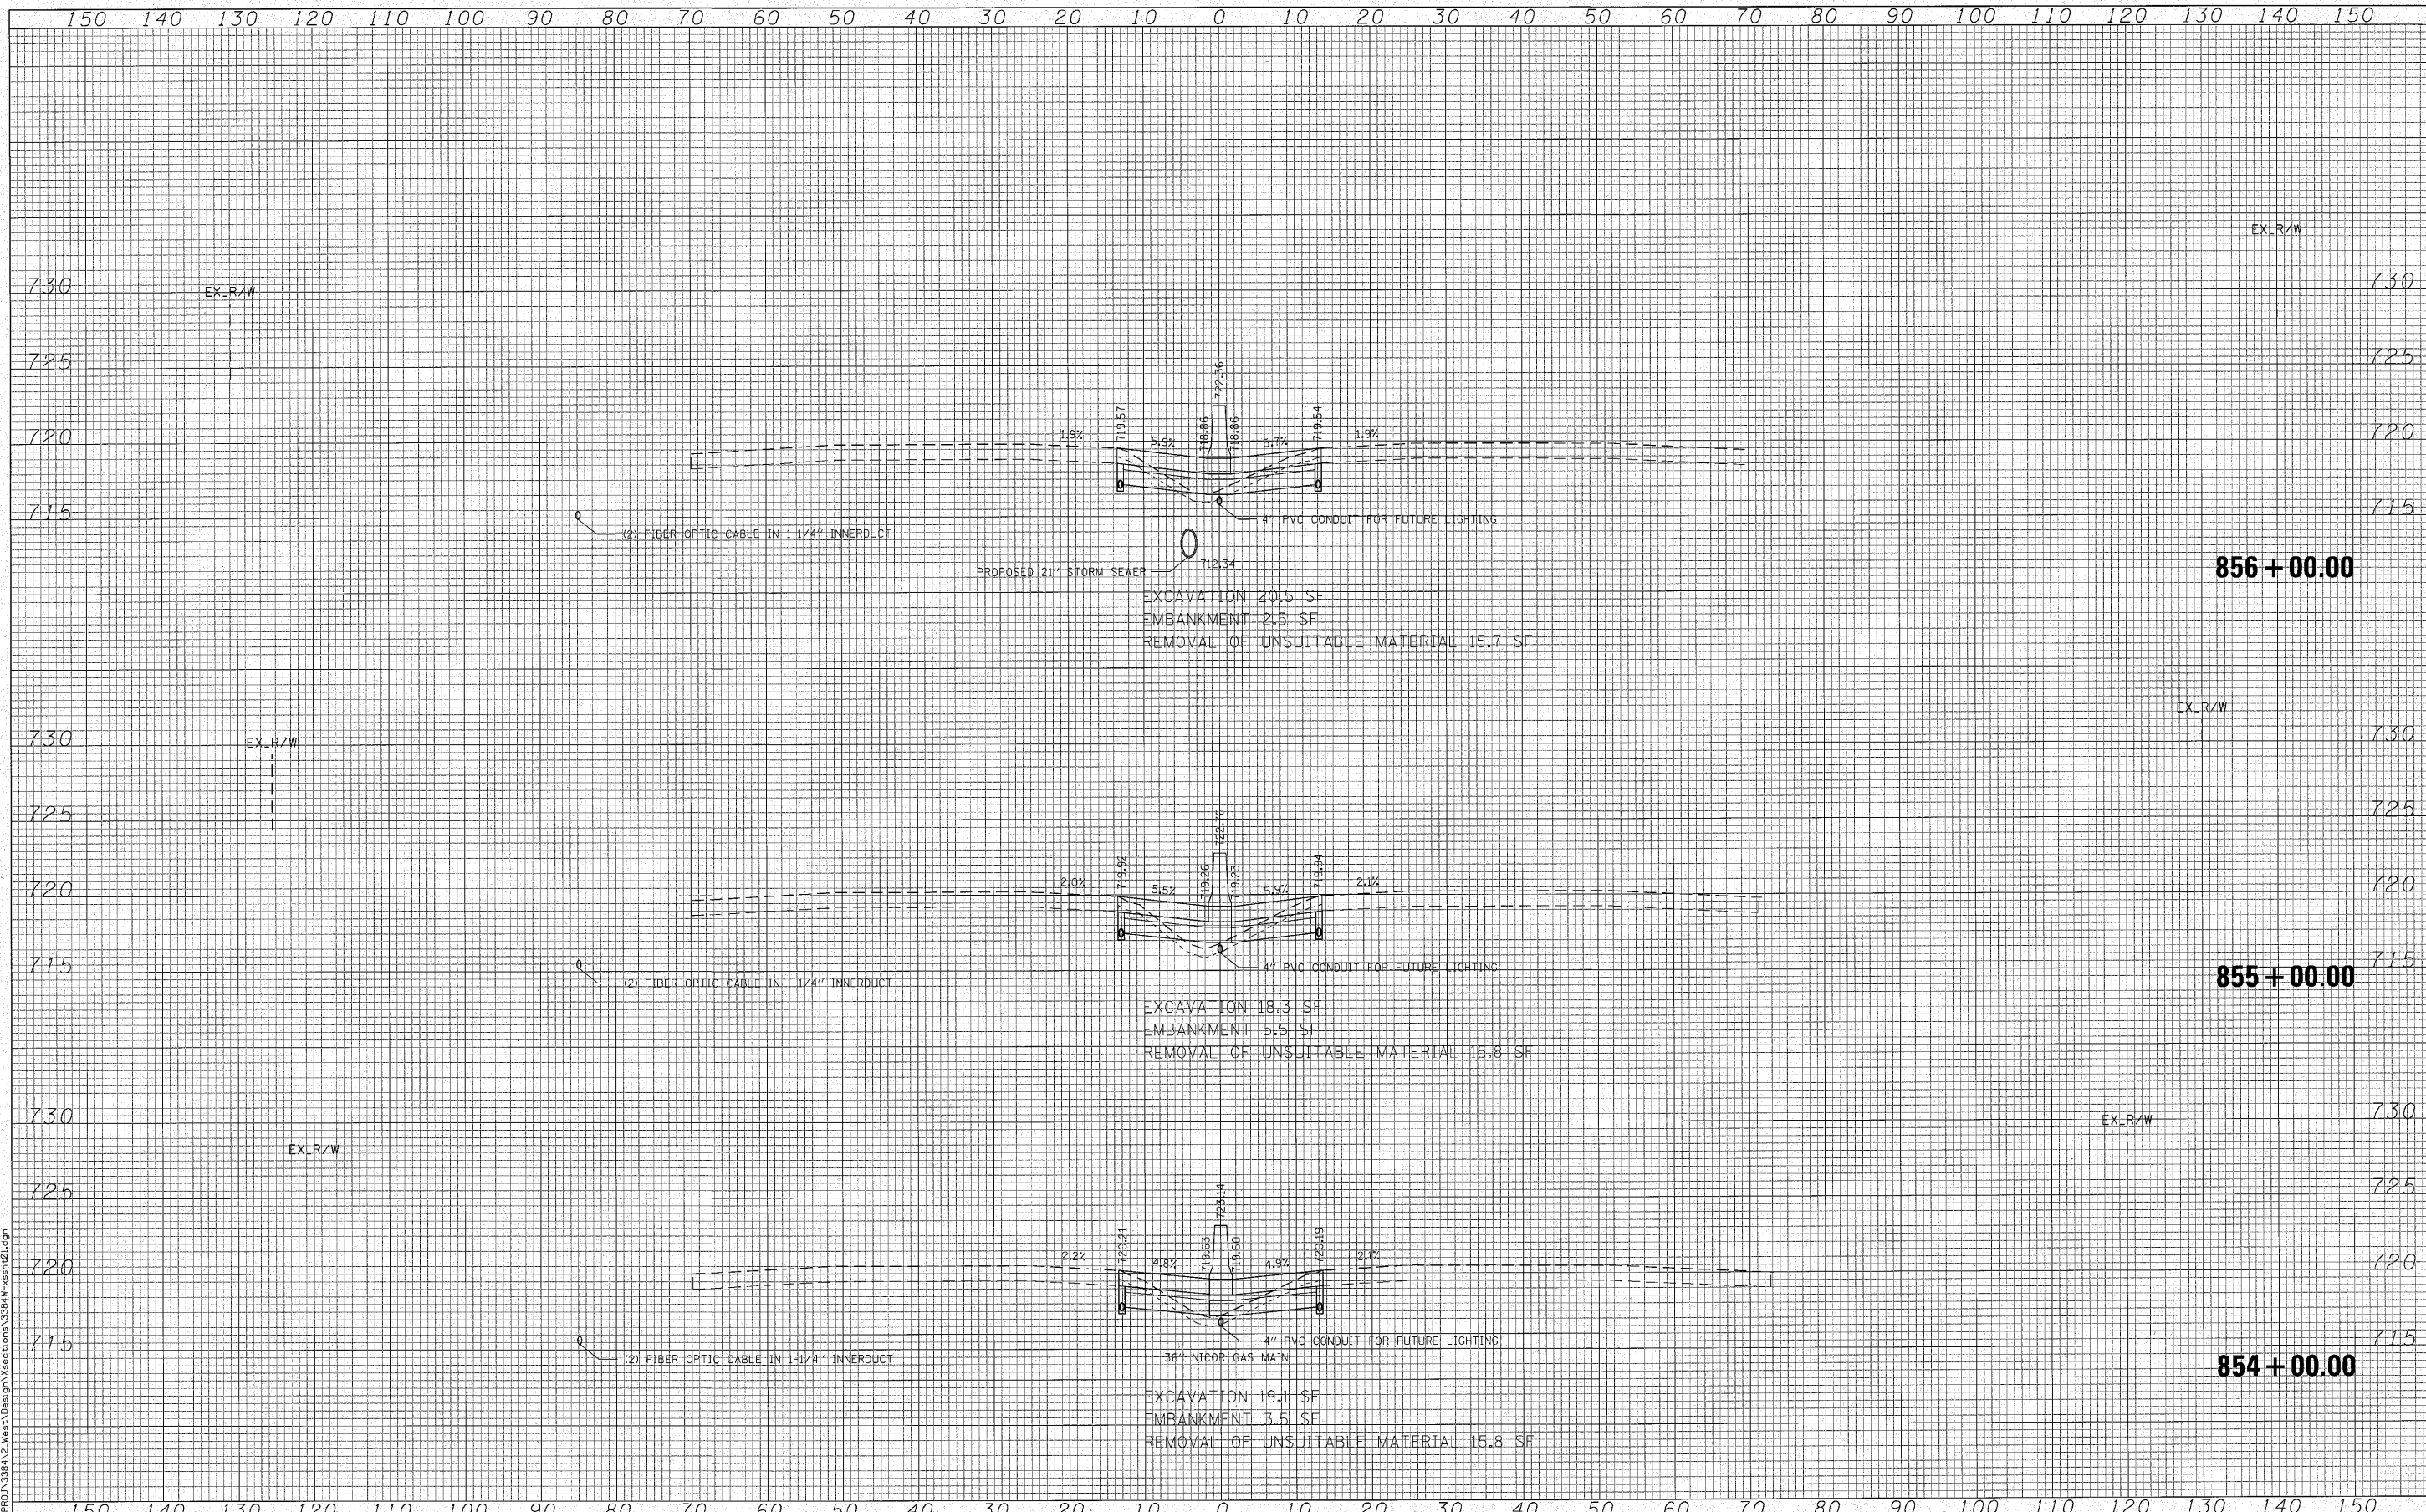 150 140 130 120 110 100 90 80 70 60 50 40 30 20 10 0 10 20 30 40 50 60 70 80 90 100 110 120 130 140 150
EX_R/W
730 EX_R/W 730
725 725
722.36
719.57 718.86 718.86 719.54
720 1.9% 5.9% 5.7% 1.9% 720
715 715
4" PVC CONDUIT FOR FUTURE LIGHTING
(2) FIBER OPTIC CABLE IN 1-1/4" INNERDUCT
712.34
PROPOSED 21" STORM SEWER
856+00.00
EXCAVATION 20.5 SF
EMBANKMENT 2.5 SF
REMOVAL OF UNSUITABLE MATERIAL 15.7 SF
EX_R/W
730 EX_R/W 730
725 725
722.76
719.92 719.26 719.23 719.94
720 2.0% 5.5% 5.9% 2.1% 720
715 715
4" PVC CONDUIT FOR FUTURE LIGHTING
(2) FIBER OPTIC CABLE IN 1-1/4" INNERDUCT
855+00.00
EXCAVATION 18.3 SF
EMBANKMENT 5.5 SF
REMOVAL OF UNSUITABLE MATERIAL 15.8 SF
730 EX_R/W 730
EX_R/W
725 725
723.14
720.21 719.63 719.60 720.19
720 2.2% 4.8% 4.9% 2.1% 720
715 715
4" PVC CONDUIT FOR FUTURE LIGHTING
(2) FIBER OPTIC CABLE IN 1-1/4" INNERDUCT
36" NICOR GAS MAIN
854+00.00
EXCAVATION 19.1 SF
EMBANKMENT 3.5 SF
REMOVAL OF UNSUITABLE MATERIAL 15.8 SF
150 140 130 120 110 100 90 80 70 60 50 40 30 20 10 0 10 20 30 40 50 60 70 80 90 100 110 120 130 140 150